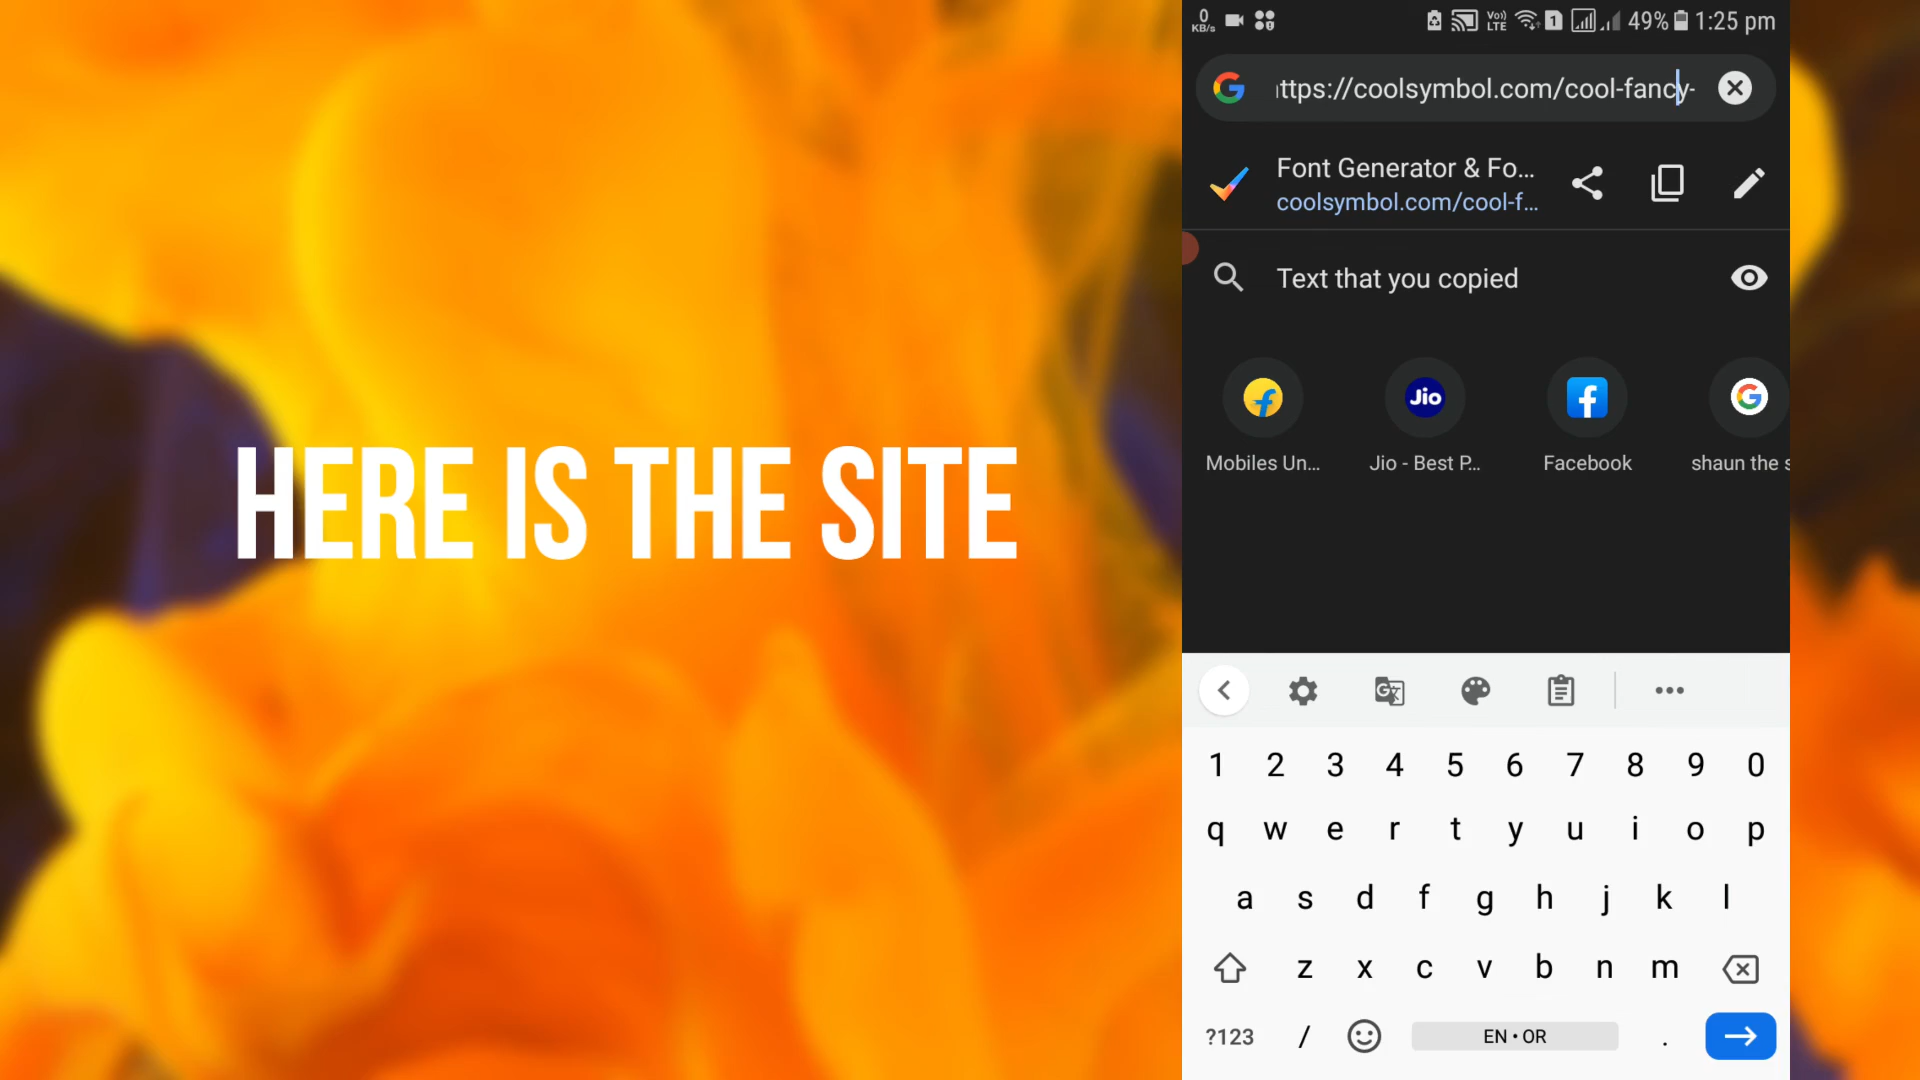 HERE IS THE SITE
0
KB/s
Vo))
LTE
1
49%
1:25 pm
ttps://coolsymbol.com/cool-fancy-
Font Generator & Fo...
coolsymbol.com/cool-f...
Text that you copied
Jio
Mobiles Un...
Jio - Best P...
Facebook
shaun the s
1 2 3 4 5 6 7 8 9 0
q w e r t y u i o p
a s d f g h j k l
z x c v b n m
?123 / EN • OR .